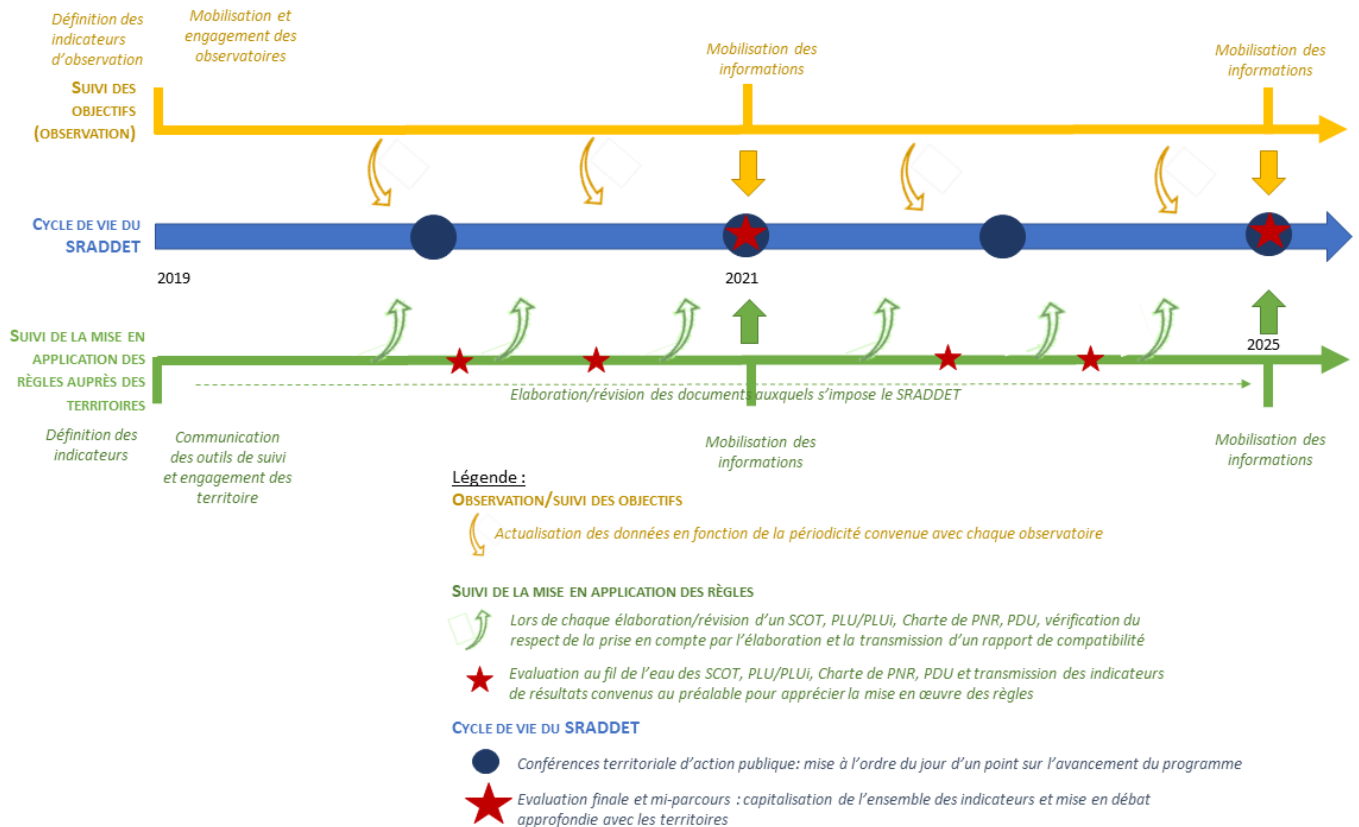 Définition des
indicateurs
d'observation
Mobilisation et
engagement des
observatoires
Mobilisation des
informations
Mobilisation des
informations
SUIVI DES
OBJECTIFS
(OBSERVATION)
CYCLE DE VIE DU
SRADDET
2019
2021
2025
SUIVI DE LA MISE EN
APPLICATION DES
RÈGLES AUPRÈS DES
TERRITOIRES
Elaboration/révision des documents auxquels s'impose le SRADDET
Définition des
indicateurs
Communication
des outils de suivi
et engagement des
territoire
Mobilisation des
informations
Mobilisation des
informations
Légende :
OBSERVATION/SUIVI DES OBJECTIFS
Actualisation des données en fonction de la périodicité convenue avec chaque observatoire
SUIVI DE LA MISE EN APPLICATION DES RÈGLES
Lors de chaque élaboration/révision d'un SCOT, PLU/PLUi, Charte de PNR, PDU, vérification du
respect de la prise en compte par l'élaboration et la transmission d'un rapport de compatibilité
Evaluation au fil de l'eau des SCOT, PLU/PLUi, Charte de PNR, PDU et transmission des indicateurs
de résultats convenus au préalable pour apprécier la mise en œuvre des règles
CYCLE DE VIE DU SRADDET
Conférences territoriale d'action publique: mise à l'ordre du jour d'un point sur l'avancement du programme
Evaluation finale et mi-parcours : capitalisation de l'ensemble des indicateurs et mise en débat
approfondie avec les territoires